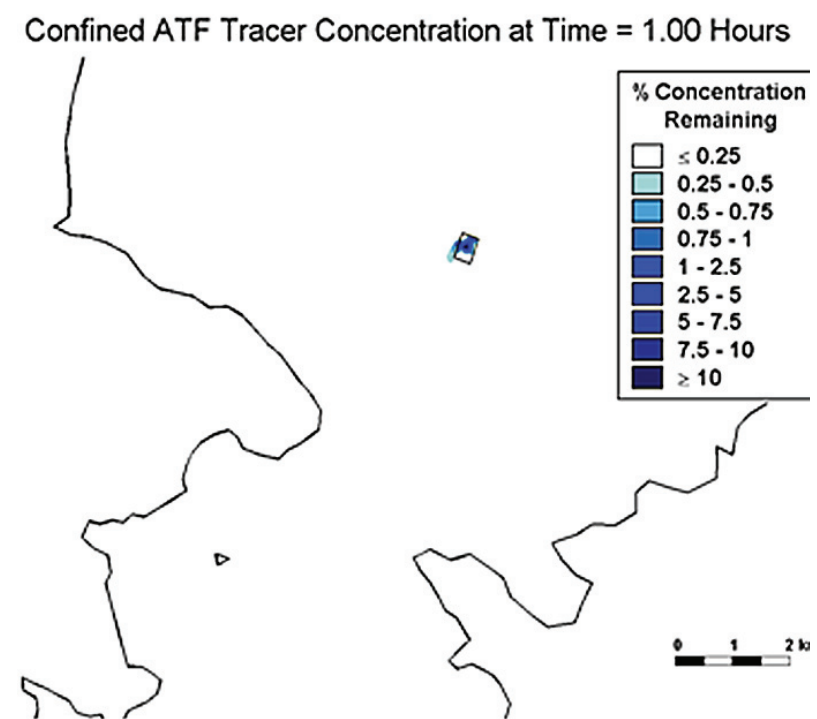 Confined ATF Tracer Concentration at Time = 1.00 Hours
% Concentration
Remaining
≤ 0.25
0.25 - 0.5
0.5 - 0.75
0.75 - 1
1 - 2.5
2.5 - 5
5 - 7.5
7.5 - 10
≥ 10
0 1 2